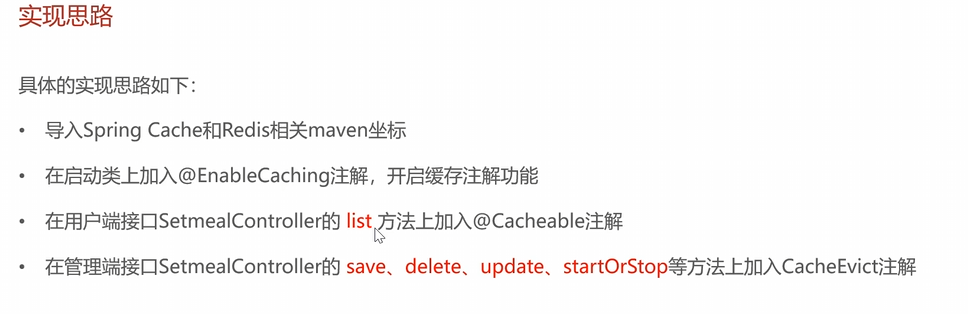 实现思路
具体的实现思路如下：
• 导入Spring Cache和Redis相关maven坐标
• 在启动类上加入@EnableCaching注解，开启缓存注解功能
• 在用户端接口SetmealController的 list 方法上加入@Cacheable注解
• 在管理端接口SetmealController的 save、delete、update、startOrStop等方法上加入CacheEvict注解